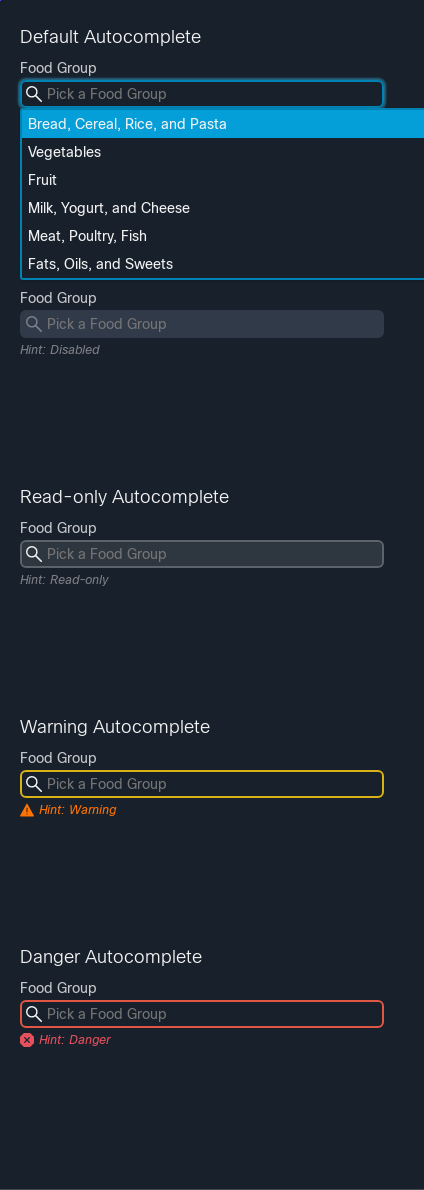 Default Autocomplete
Food Group
Pick a Food Group
Bread, Cereal, Rice, and Pasta
Vegetables
Fruit
Milk, Yogurt, and Cheese
Meat, Poultry, Fish
Fats, Oils, and Sweets
Food Group
Pick a Food Group
Hint: Disabled
Read-only Autocomplete
Food Group
Pick a Food Group
Hint: Read-only
Warning Autocomplete
Food Group
Pick a Food Group
Hint: Warning
Danger Autocomplete
Food Group
Pick a Food Group
Hint: Danger